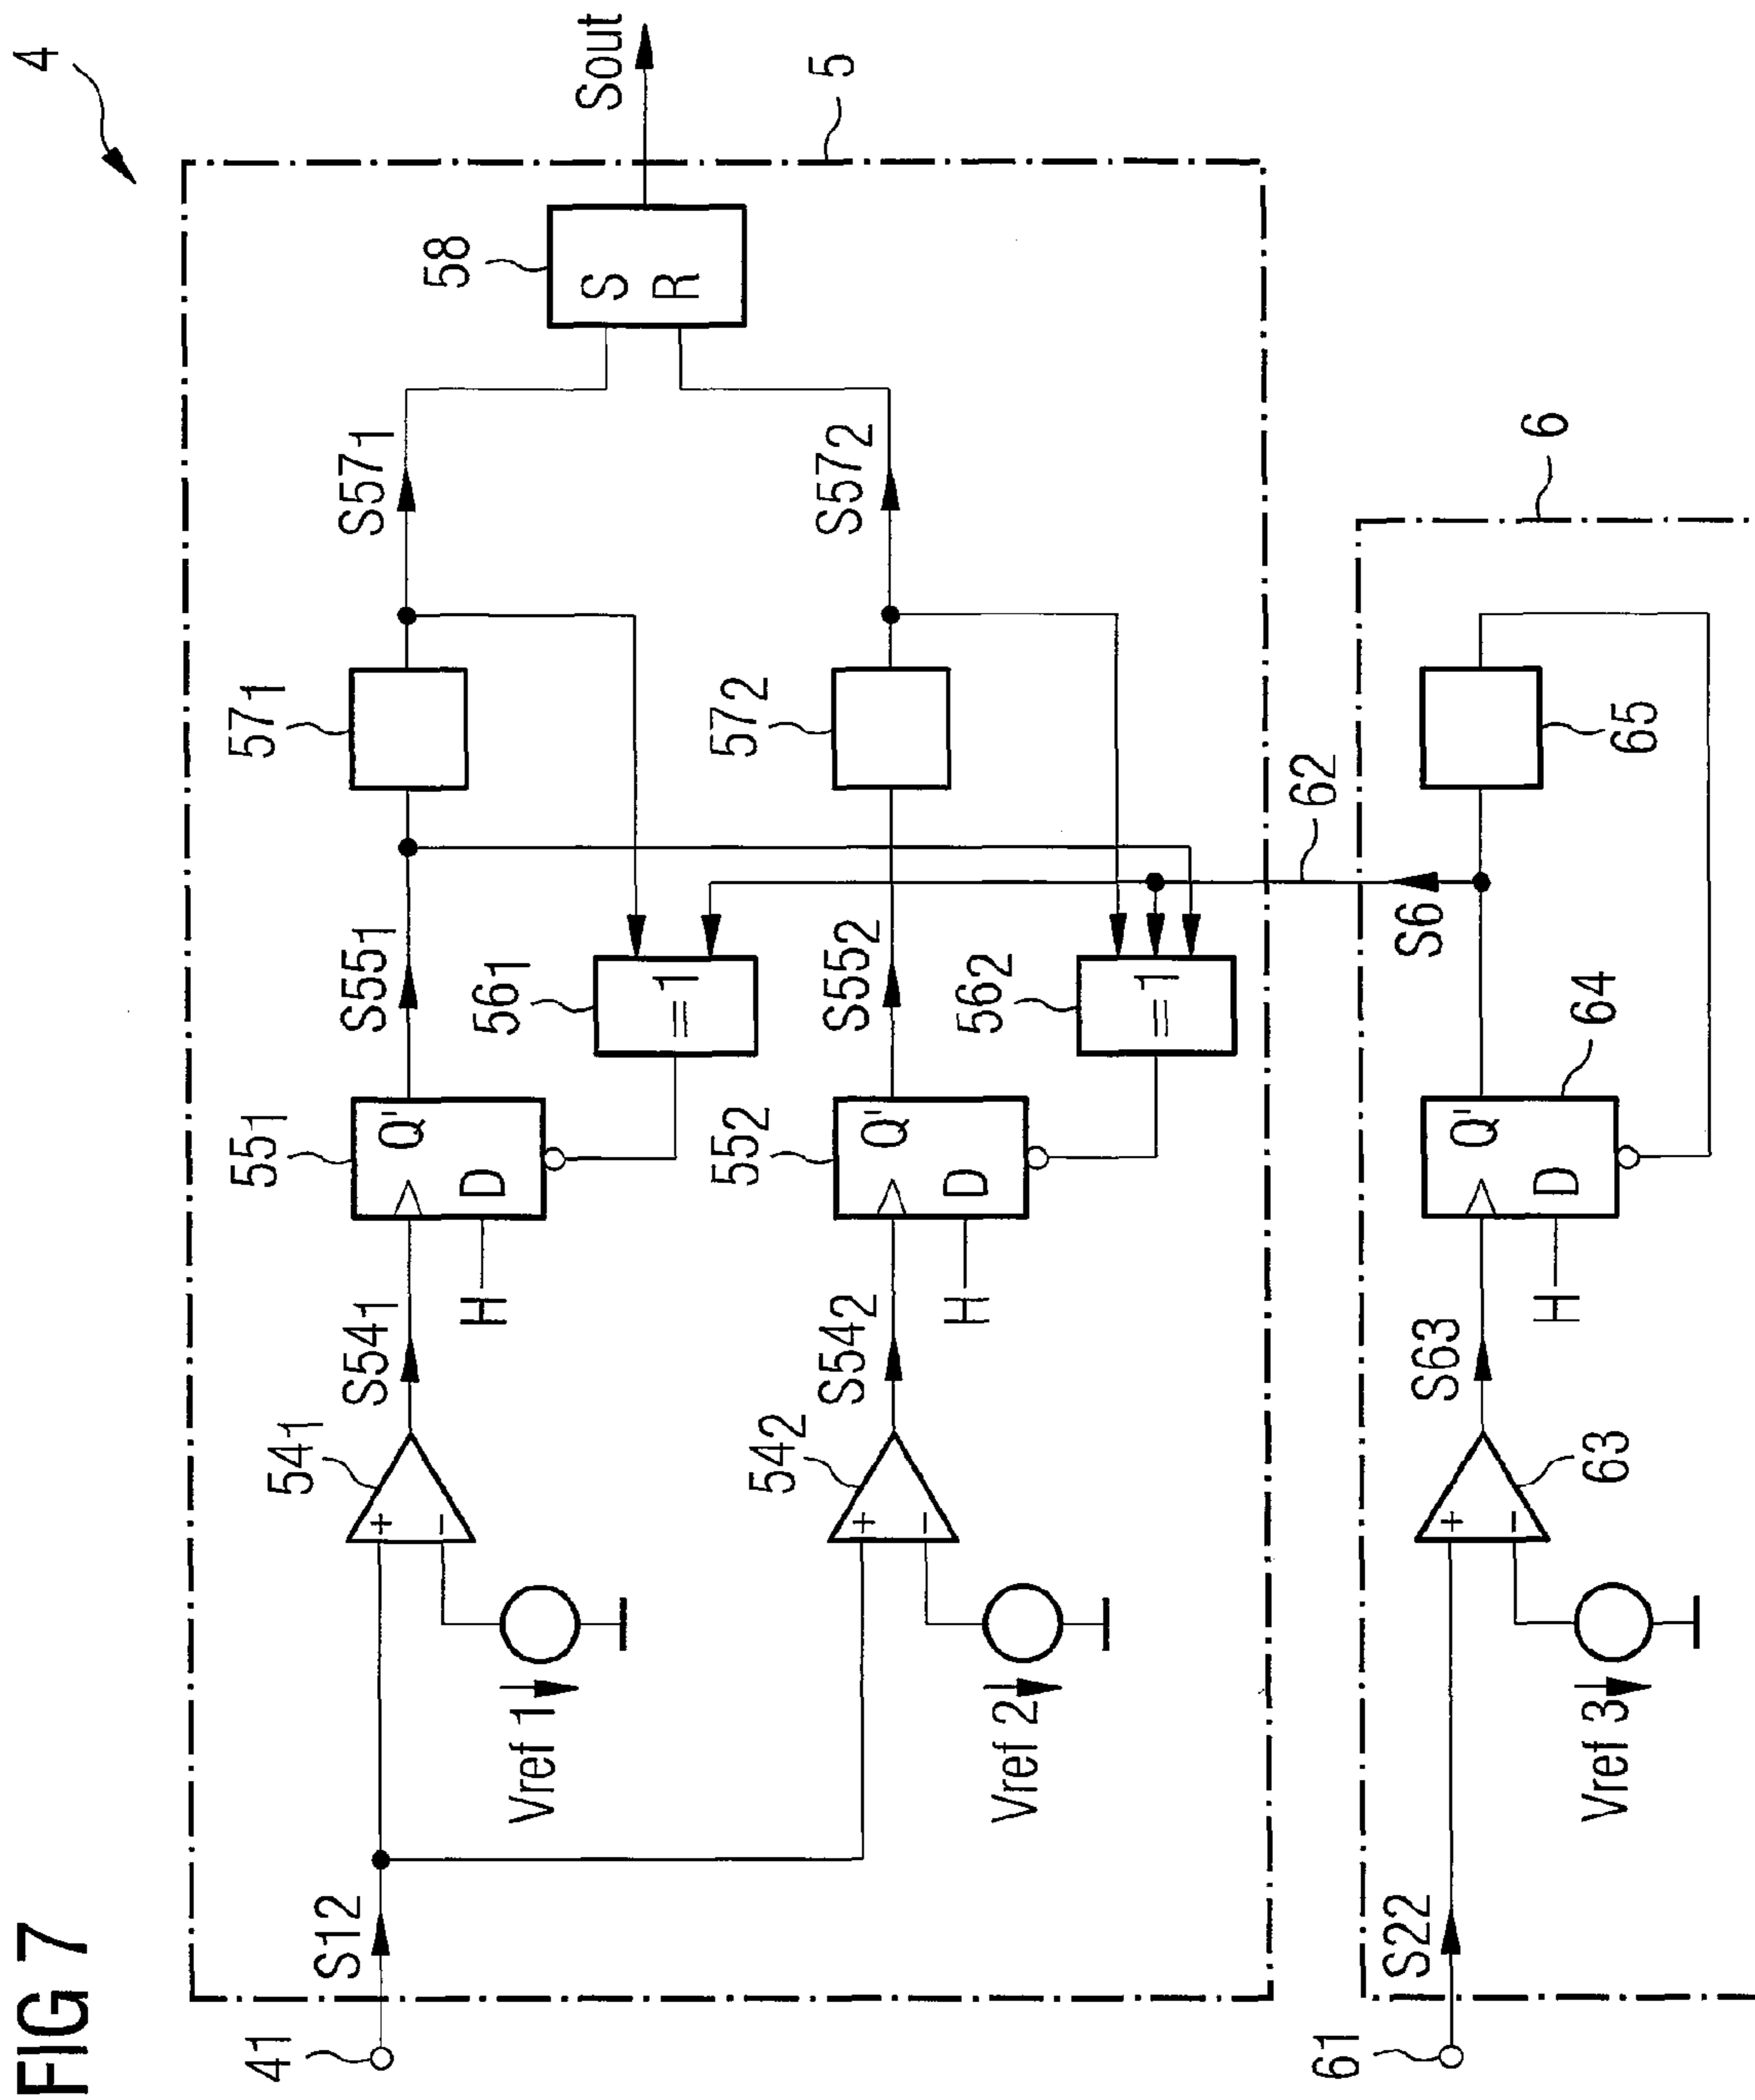 FIG 7
4
41
S12
54₁
S54₁
55₁
S55₁
57₁
S57₁
58
Sout
+
−
Q'
D
H
56₁
=1
S
R
5
Vref 1
54₂
S54₂
55₂
S55₂
57₂
S57₂
+
−
Q'
D
H
56₂
=1
Vref 2
62
61
S22
S63
S6
6
+
−
63
Q'
D
H
64
65
Vref 3